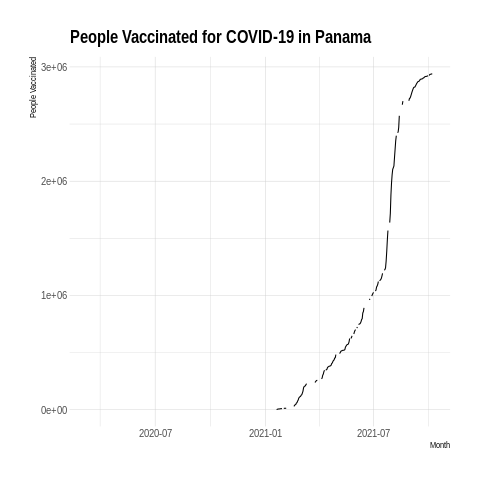 People Vaccinated for COVID-19 in Panama
People Vaccinated
3e+06
2e+06
1e+06
0e+00
2020-07
2021-01
2021-07
Month